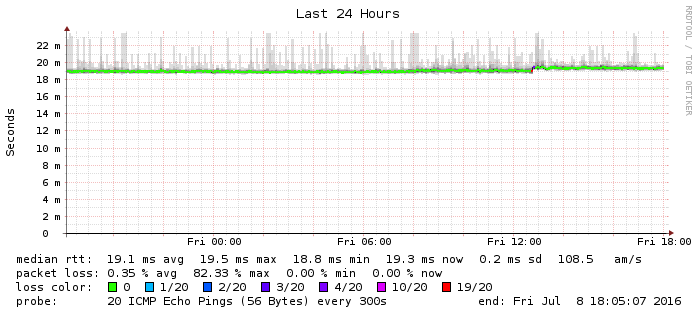 Last 24 Hours
RRDTOOL / TOBI OETIKER
Seconds
22 m
20 m
18 m
16 m
14 m
12 m
10 m
8 m
6 m
4 m
2 m
0
Fri 00:00 Fri 06:00 Fri 12:00 Fri 18:00
median rtt: 19.1 ms avg 19.5 ms max 18.8 ms min 19.3 ms now 0.2 ms sd 108.5 am/s
packet loss: 0.35 % avg 82.33 % max 0.00 % min 0.00 % now
loss color: 0 1/20 2/20 3/20 4/20 10/20 19/20
probe: 20 ICMP Echo Pings (56 Bytes) every 300s end: Fri Jul 8 18:05:07 2016